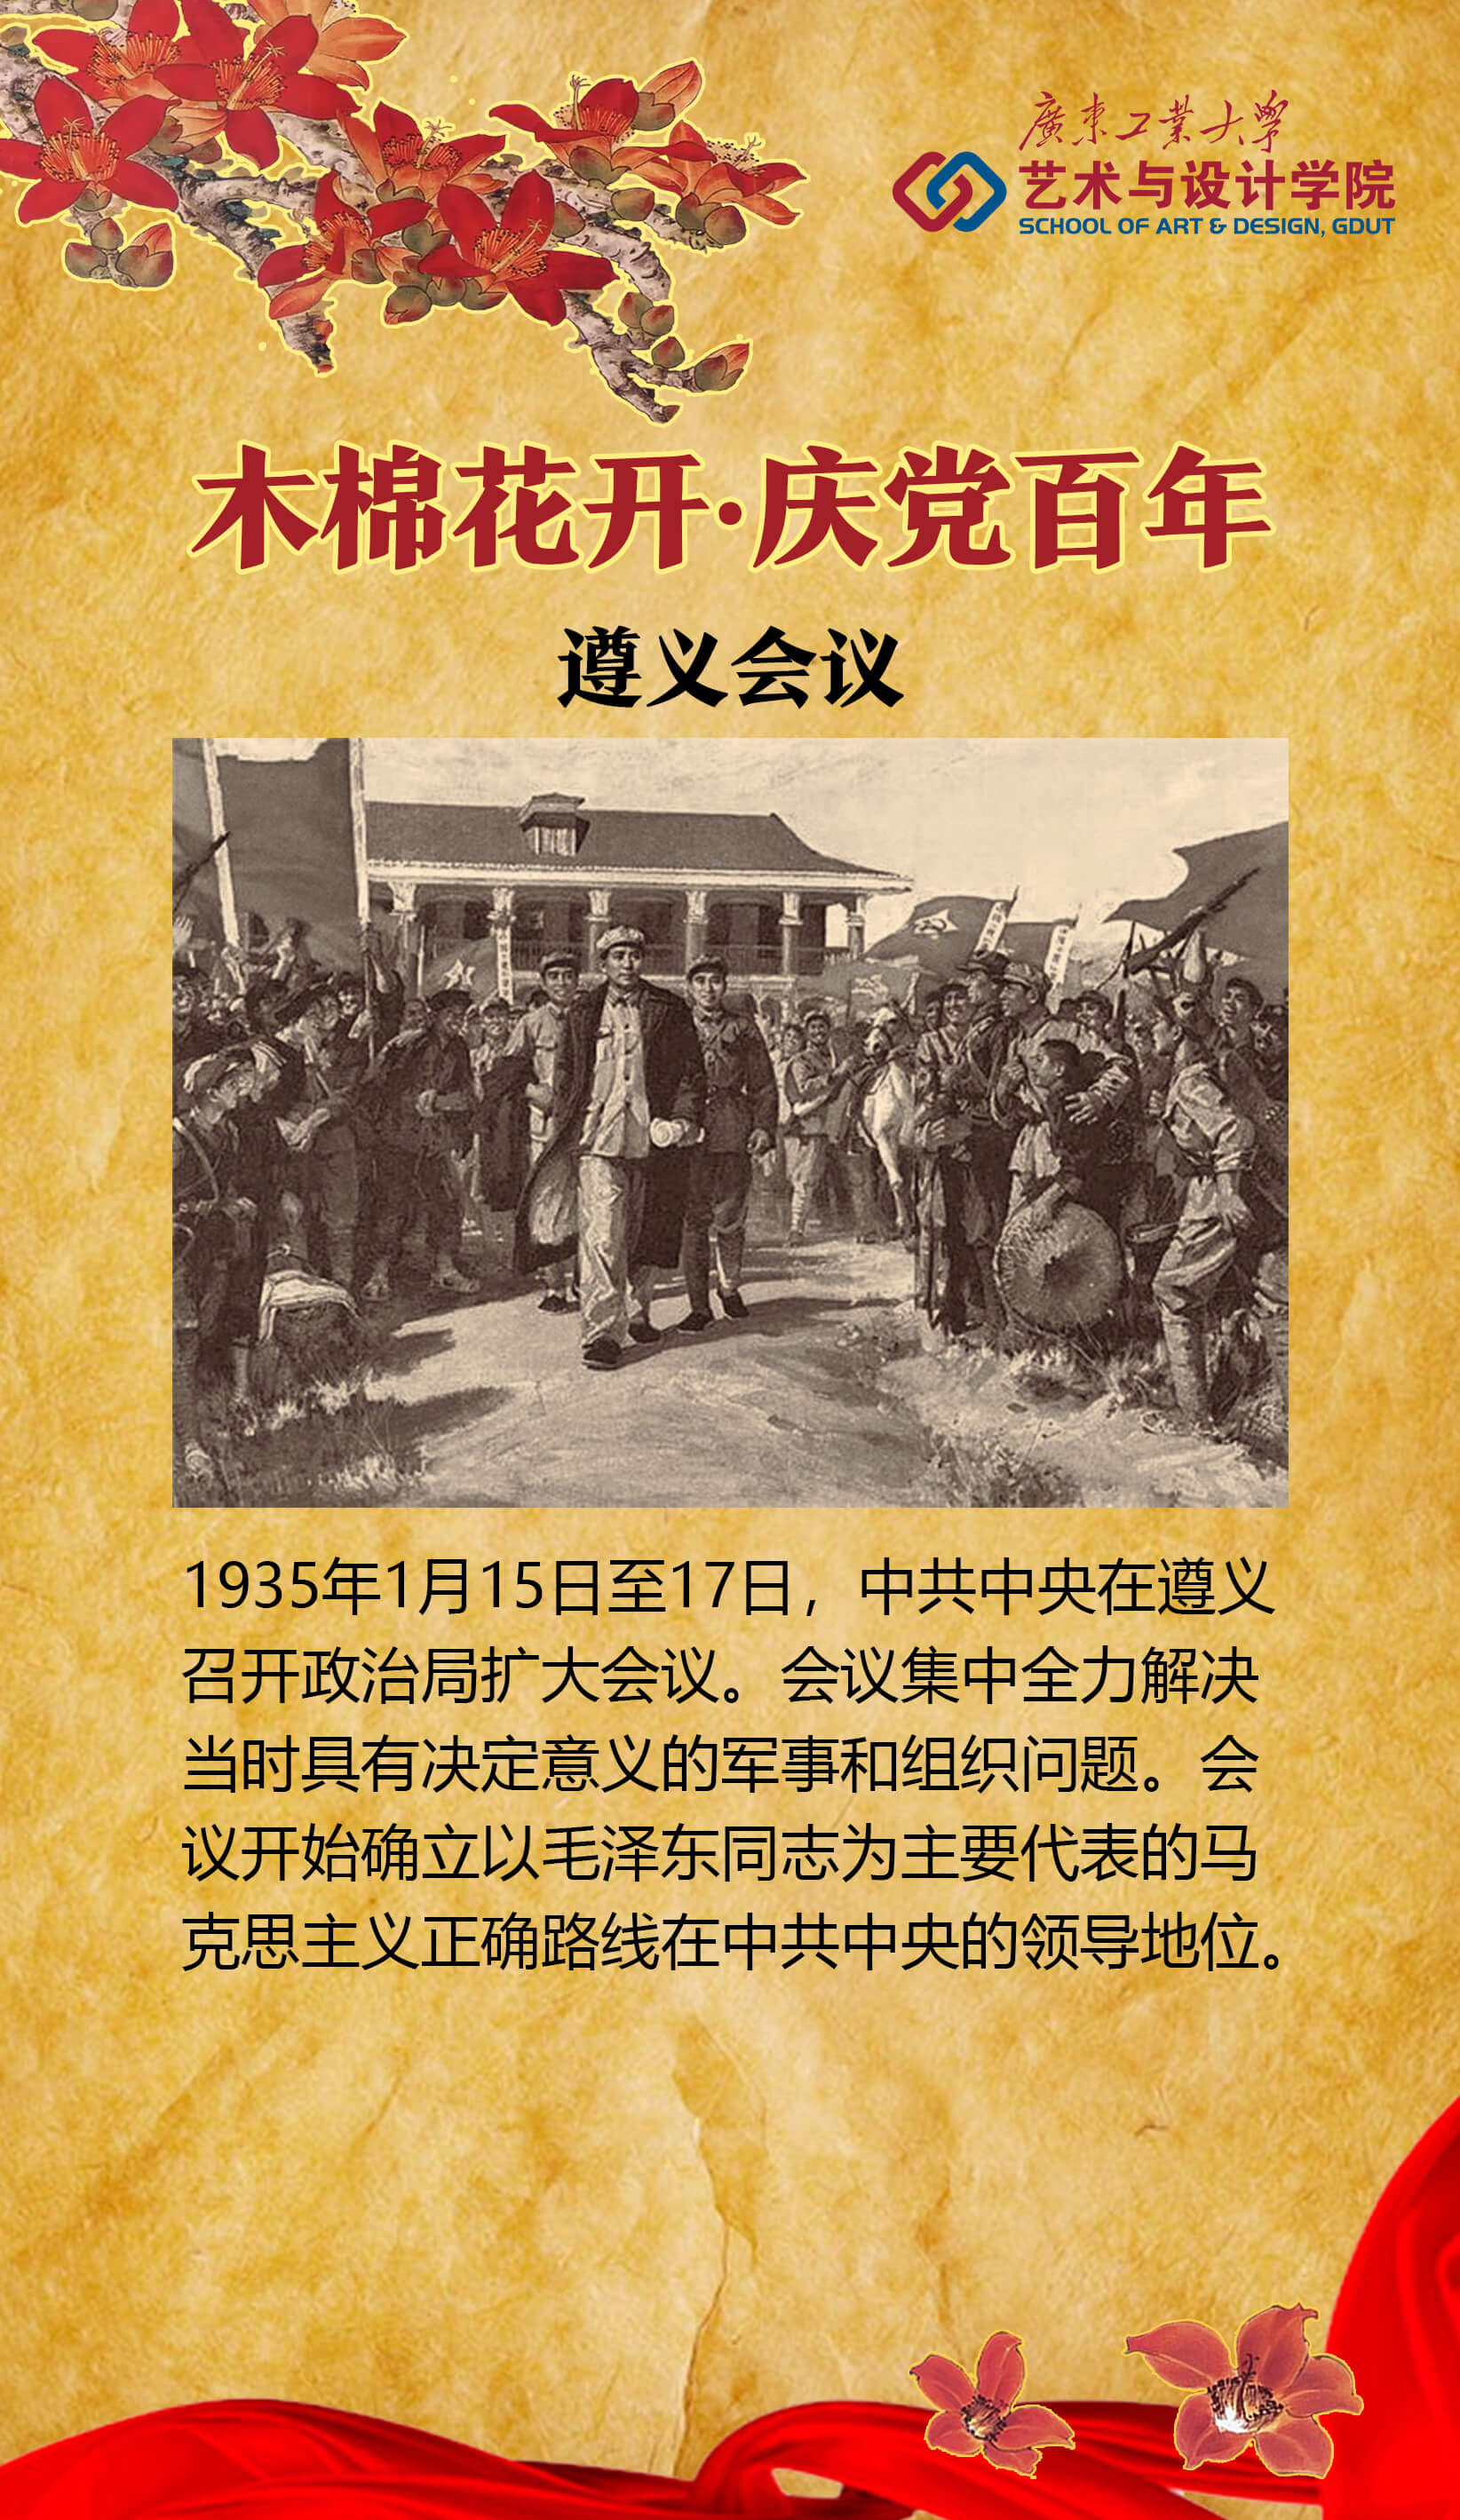 廣東工业大學
艺术与设计学院
SCHOOL OF ART & DESIGN, GDUT
木棉花开·庆党百年
遵义会议
1935年1月15日至17日，中共中央在遵义
召开政治局扩大会议。会议集中全力解决
当时具有决定意义的军事和组织问题。会
议开始确立以毛泽东同志为主要代表的马
克思主义正确路线在中共中央的领导地位。